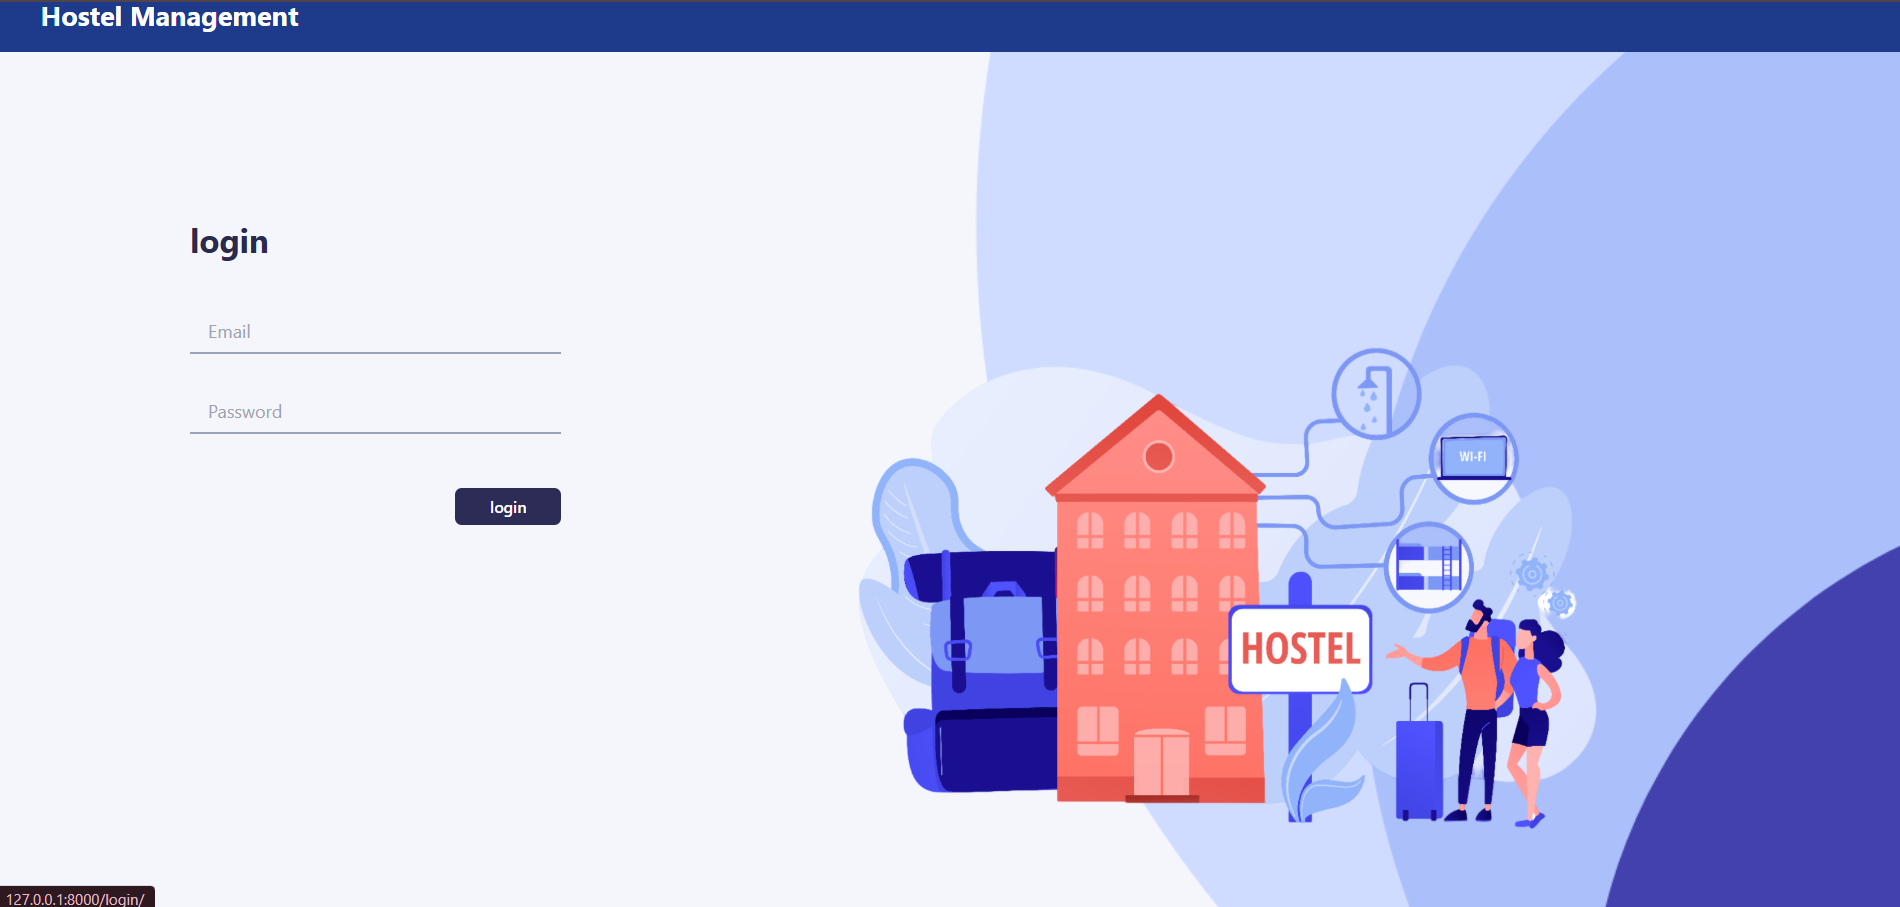 Hostel Management
login
Email
Password
login
WI-FI
HOSTEL
127.0.0.1:8000/login/